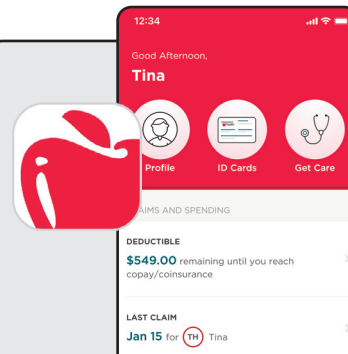 12:34
Good Afternoon,
Tina
Profile
ID Cards
Get Care
AIMS AND SPENDING
DEDUCTIBLE
$549.00 remaining until you reach
copay/coinsurance
LAST CLAIM
Jan 15 for TH Tina